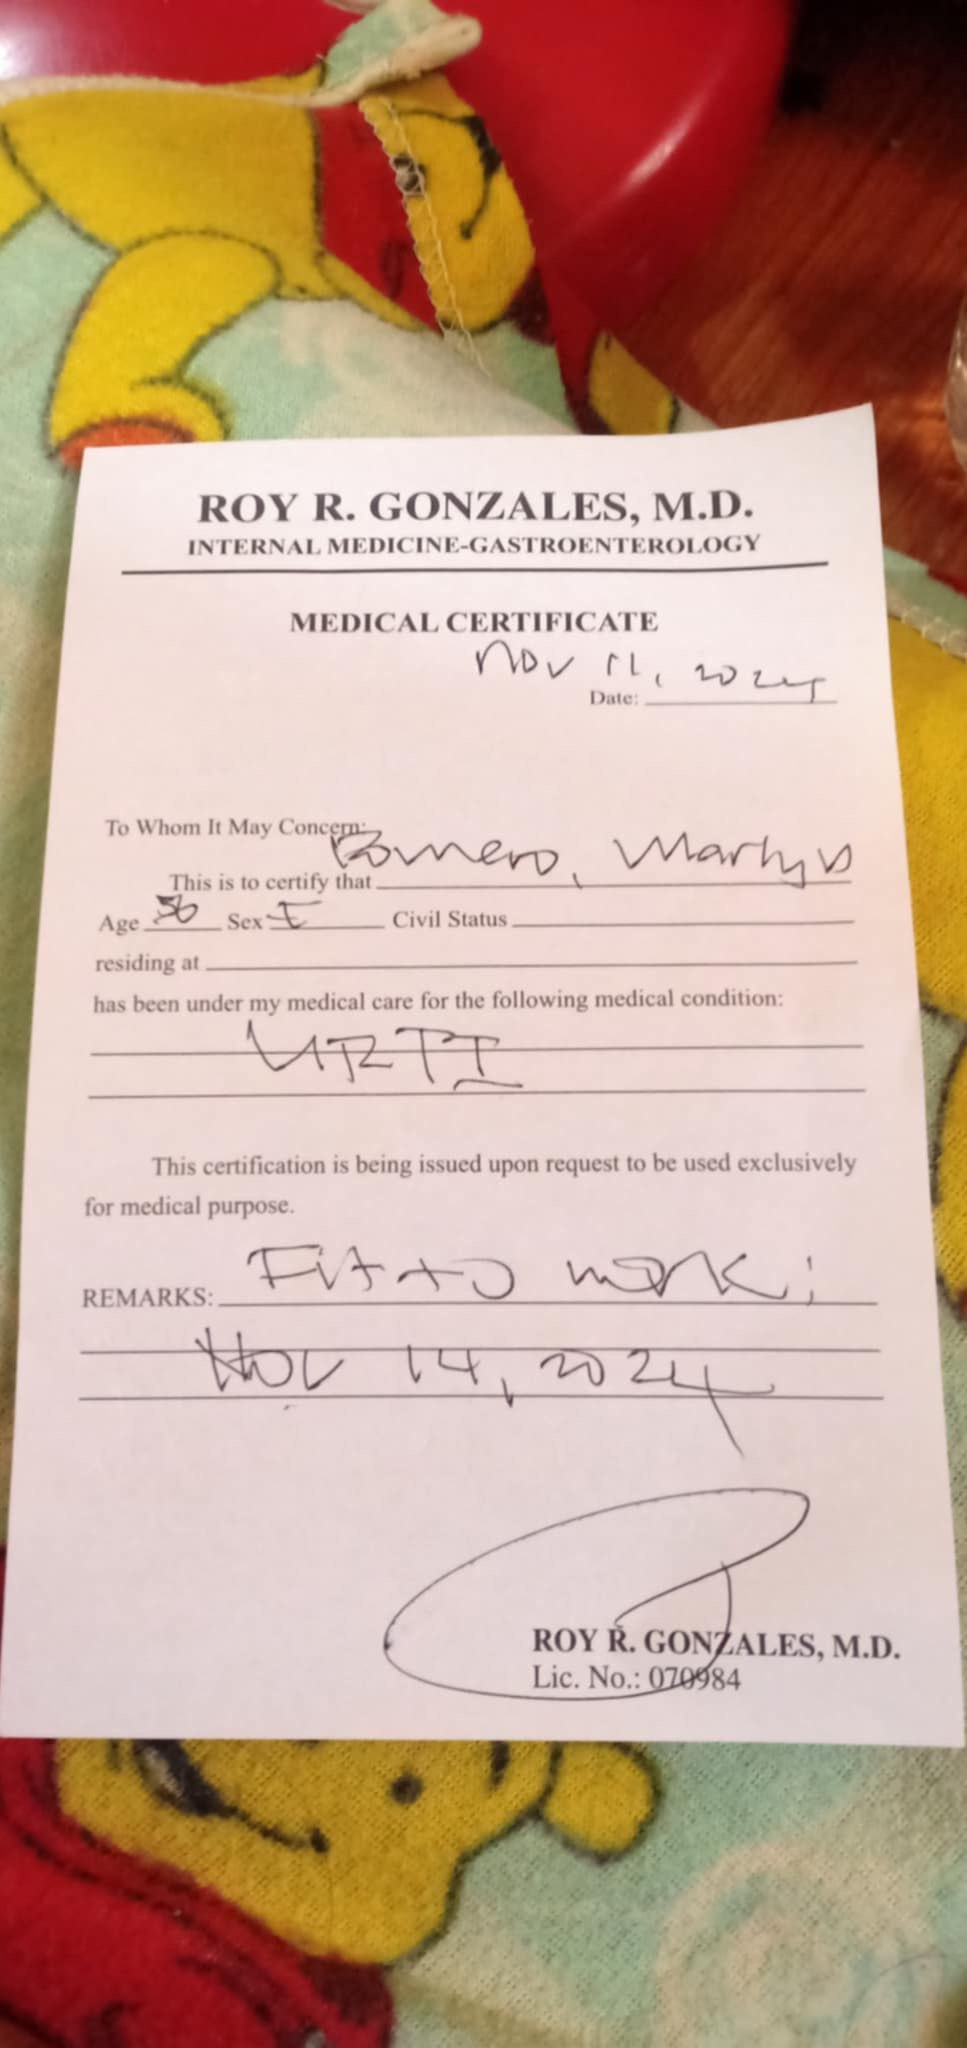 ROY R. GONZALES, M.D.
INTERNAL MEDICINE-GASTROENTEROLOGY
MEDICAL CERTIFICATE
Nov 11, 2024
Date:
To Whom It May Concern:
This is to certify that Romero,
Age Sex F Civil Status
residing at
has been under my medical care for the following medical condition:
URTI
This certification is being issued upon request to be used exclusively
for medical purpose.
REMARKS: Fit to work;
Nov 14, 2024
ROY R. GONZALES, M.D.
Lic. No.: 070984